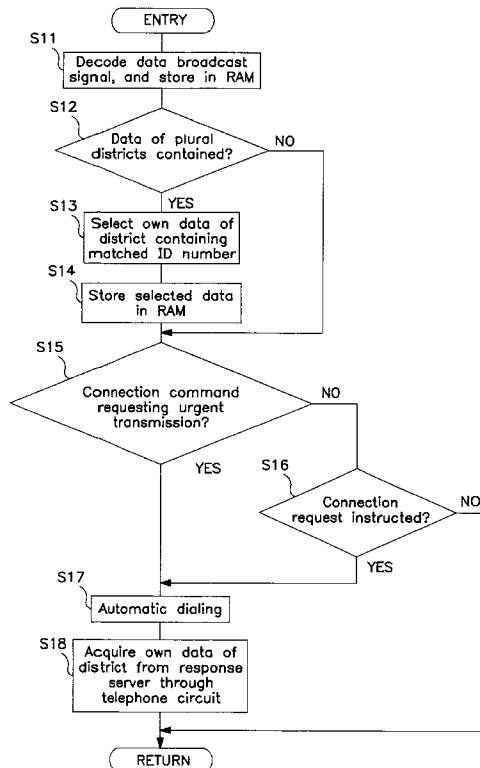 ENTRY
S11
Decode data broadcast
signal, and store in RAM
S12
Data of plural
districts contained?
NO
YES
S13
Select own data of
district containing
matched ID number
S14
Store selected data
in RAM
S15
Connection command
requesting urgent
transmission?
NO
YES
S16
Connection
request instructed?
NO
YES
S17
Automatic dialing
S18
Acquire own data of
district from response
server through
telephone circuit
RETURN